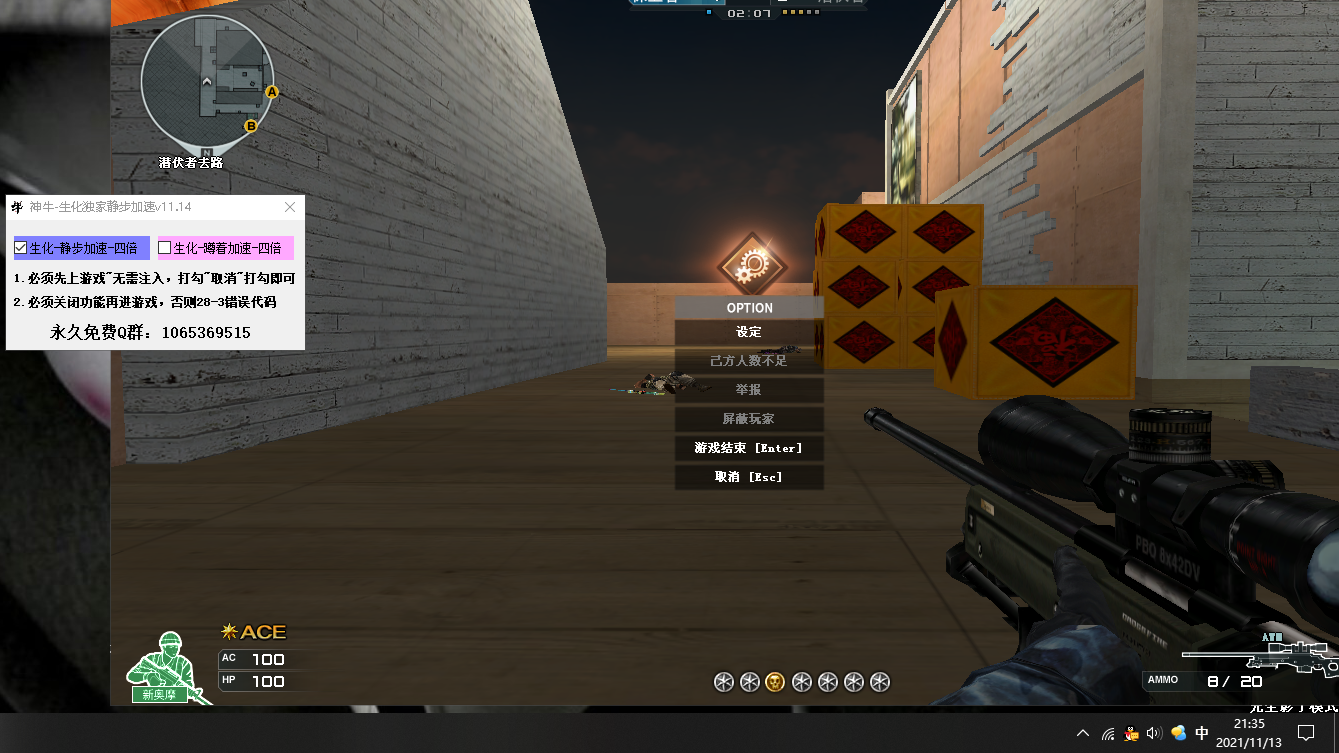 02:07
A
B
N
潜伏者去路
神牛-生化独家静步加速v11.14
生化-静步加速-四倍
生化-蹲着加速-四倍
1.必须先上游戏~无需注入，打勾~取消~打勾即可
2.必须关闭功能再进游戏，否则28-3错误代码
永久免费Q群：1065369515
OPTION
设定
己方人数不足
举报
屏蔽玩家
游戏结束 [Enter]
取消 [Esc]
PBQ 8x42DV
ACE
AC 100
HP 100
新奥摩
AMMO 8/ 20
中
21:35
2021/11/13